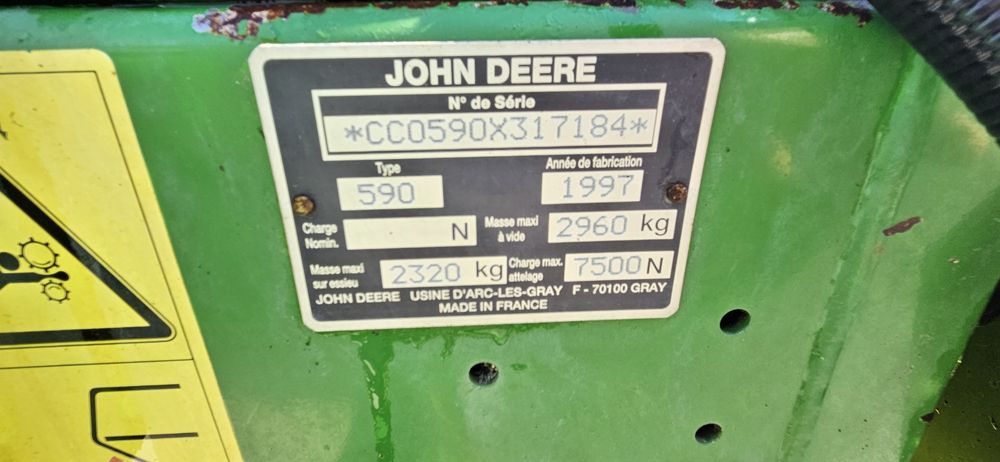 JOHN DEERE
N° de Série
*CC0590X317184*
Type
590
Année de fabrication
1997
Charge Nomin.
N
Masse maxi à vide
2960 kg
Masse maxi sur essieu
2320 kg
Charge max. attelage
7500 N
JOHN DEERE USINE D'ARC-LES-GRAY F - 70100 GRAY
MADE IN FRANCE